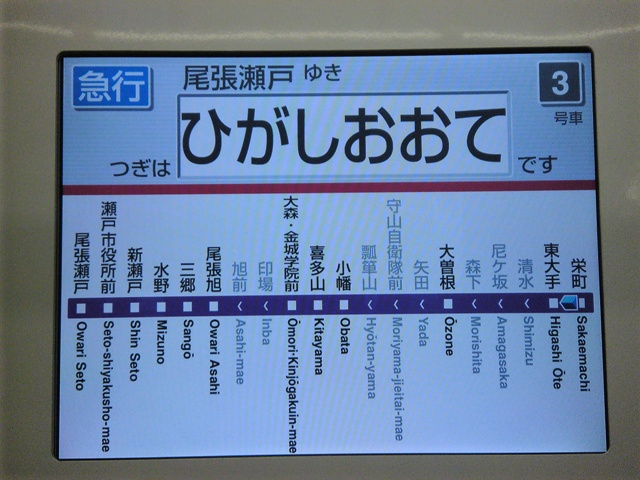 急行
尾張瀬戸 ゆき
3
号車
つぎは
ひがしおおて
です
尾張瀬戸
瀬戸市役所前
新瀬戸
水野
三郷
尾張旭
旭前
印場
大森・金城学院前
喜多山
小幡
瓢箪山
守山自衛隊前
矢田
大曽根
森下
尼ケ坂
清水
東大手
栄町
Owari Seto
Seto-shiyakusho-mae
Shin Seto
Mizuno
Sangō
Owari Asahi
Asahi-mae
Inba
Ōmori-Kinjōgakuin-mae
Kitayama
Obata
Hyōtan-yama
Moriyama-jieitai-mae
Yada
Ōzone
Morishita
Amagasaka
Shimizu
Higashi Ōte
Sakaemachi